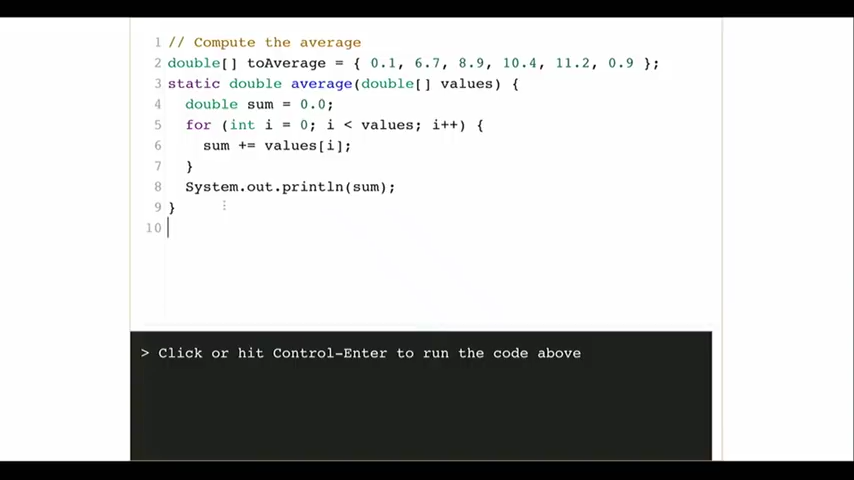 1 // Compute the average
2 double[] toAverage = { 0.1, 6.7, 8.9, 10.4, 11.2, 0.9 };
3 static double average(double[] values) {
4 double sum = 0.0;
5 for (int i = 0; i < values; i++) {
6 sum += values[i];
7 }
8 System.out.println(sum);
9 }
10
> Click or hit Control-Enter to run the code above